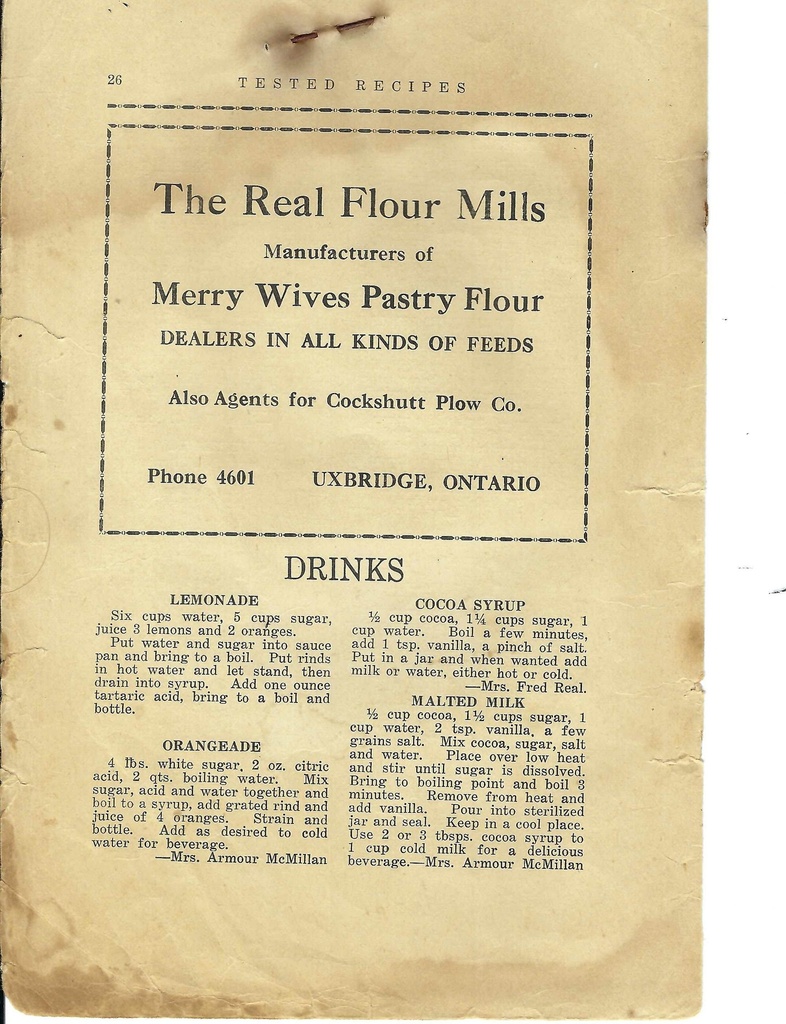 26
TESTED RECIPES
The Real Flour Mills
Manufacturers of
Merry Wives Pastry Flour
DEALERS IN ALL KINDS OF FEEDS
Also Agents for Cockshutt Plow Co.
Phone 4601 UXBRIDGE, ONTARIO
DRINKS
LEMONADE
Six cups water, 5 cups sugar,
juice 3 lemons and 2 oranges.
Put water and sugar into sauce
pan and bring to a boil. Put rinds
in hot water and let stand, then
drain into syrup. Add one ounce
tartaric acid, bring to a boil and
bottle.
ORANGEADE
4 lbs. white sugar, 2 oz. citric
acid, 2 qts. boiling water. Mix
sugar, acid and water together and
boil to a syrup, add grated rind and
juice of 4 oranges. Strain and
bottle. Add as desired to cold
water for beverage.
—Mrs. Armour McMillan
COCOA SYRUP
½ cup cocoa, 1¼ cups sugar, 1
cup water. Boil a few minutes,
add 1 tsp. vanilla, a pinch of salt.
Put in a jar and when wanted add
milk or water, either hot or cold.
—Mrs. Fred Real.
MALTED MILK
½ cup cocoa, 1½ cups sugar, 1
cup water, 2 tsp. vanilla, a few
grains salt. Mix cocoa, sugar, salt
and water. Place over low heat
and stir until sugar is dissolved.
Bring to boiling point and boil 3
minutes. Remove from heat and
add vanilla. Pour into sterilized
jar and seal. Keep in a cool place.
Use 2 or 3 tbsps. cocoa syrup to
1 cup cold milk for a delicious
beverage.—Mrs. Armour McMillan